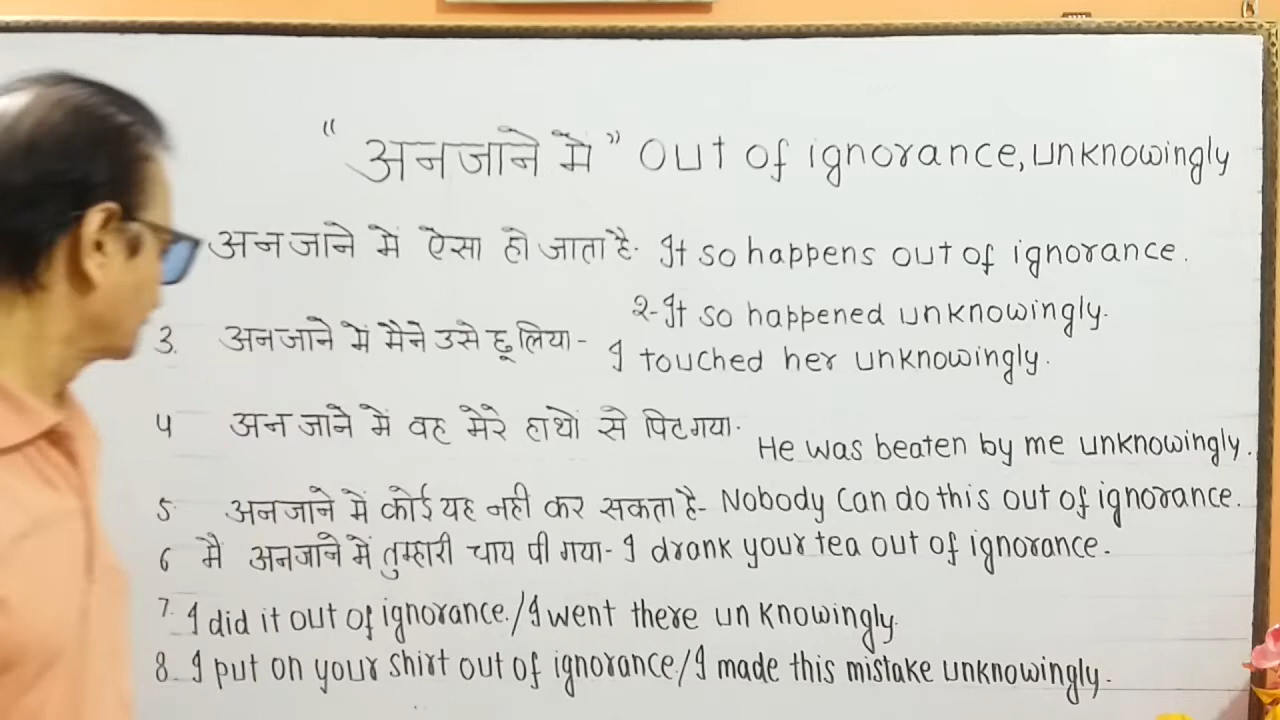 "अनजाने में" out of ignorance, unknowingly
अनजाने में ऐसा हो जाता है. It so happens out of ignorance.
2- It so happened unknowingly.
3. अनजाने में मैने उसे छू लिया - I touched her unknowingly.
4 अनजाने में वह मेरे हाथों से पिट गया. He was beaten by me unknowingly.
5. अनजाने में कोई यह नही कर सकता है- Nobody can do this out of ignorance.
6 मै अनजाने में तुम्हारी चाय पी गया- I drank your tea out of ignorance.
7. I did it out of ignorance./I went there unknowingly.
8. I put on your shirt out of ignorance./I made this mistake unknowingly.